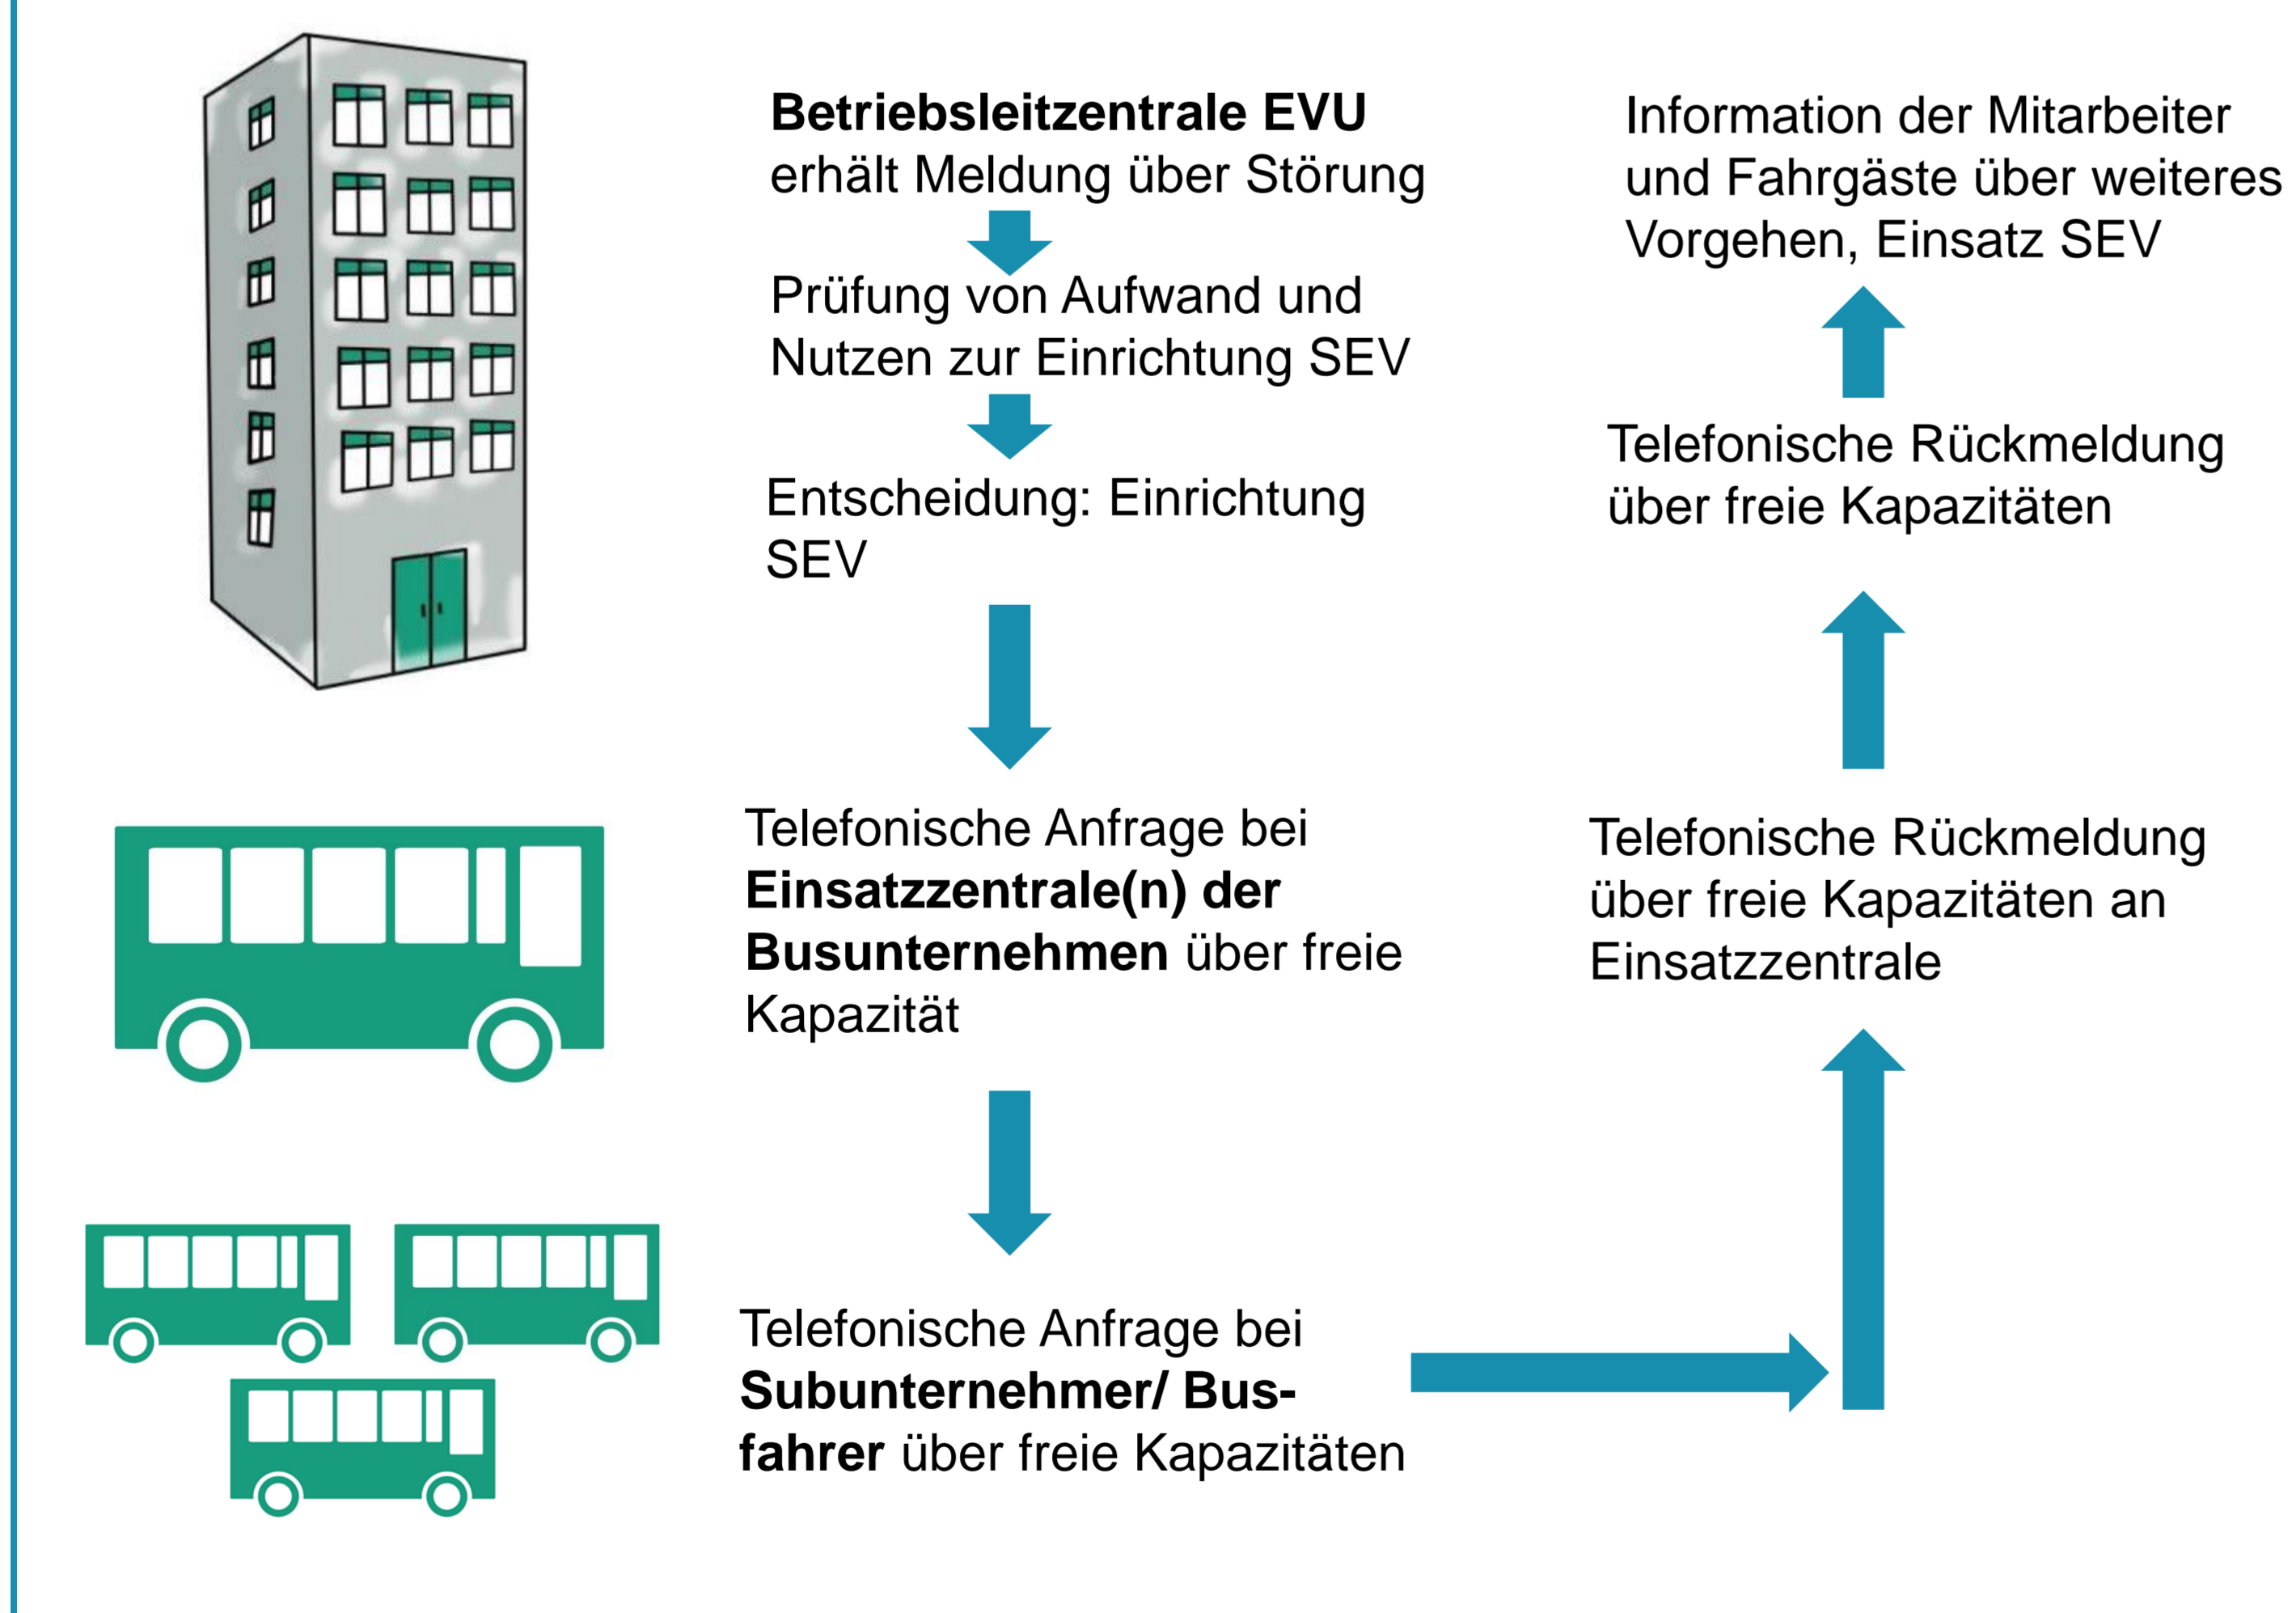 Betriebsleitzentrale EVU
erhält Meldung über Störung
Prüfung von Aufwand und
Nutzen zur Einrichtung SEV
Entscheidung: Einrichtung
SEV
Telefonische Anfrage bei
Einsatzzentrale(n) der
Busunternehmen über freie
Kapazität
Telefonische Anfrage bei
Subunternehmer/ Bus-
fahrer über freie Kapazitäten
Telefonische Rückmeldung
über freie Kapazitäten an
Einsatzzentrale
Telefonische Rückmeldung
über freie Kapazitäten
Information der Mitarbeiter
und Fahrgäste über weiteres
Vorgehen, Einsatz SEV